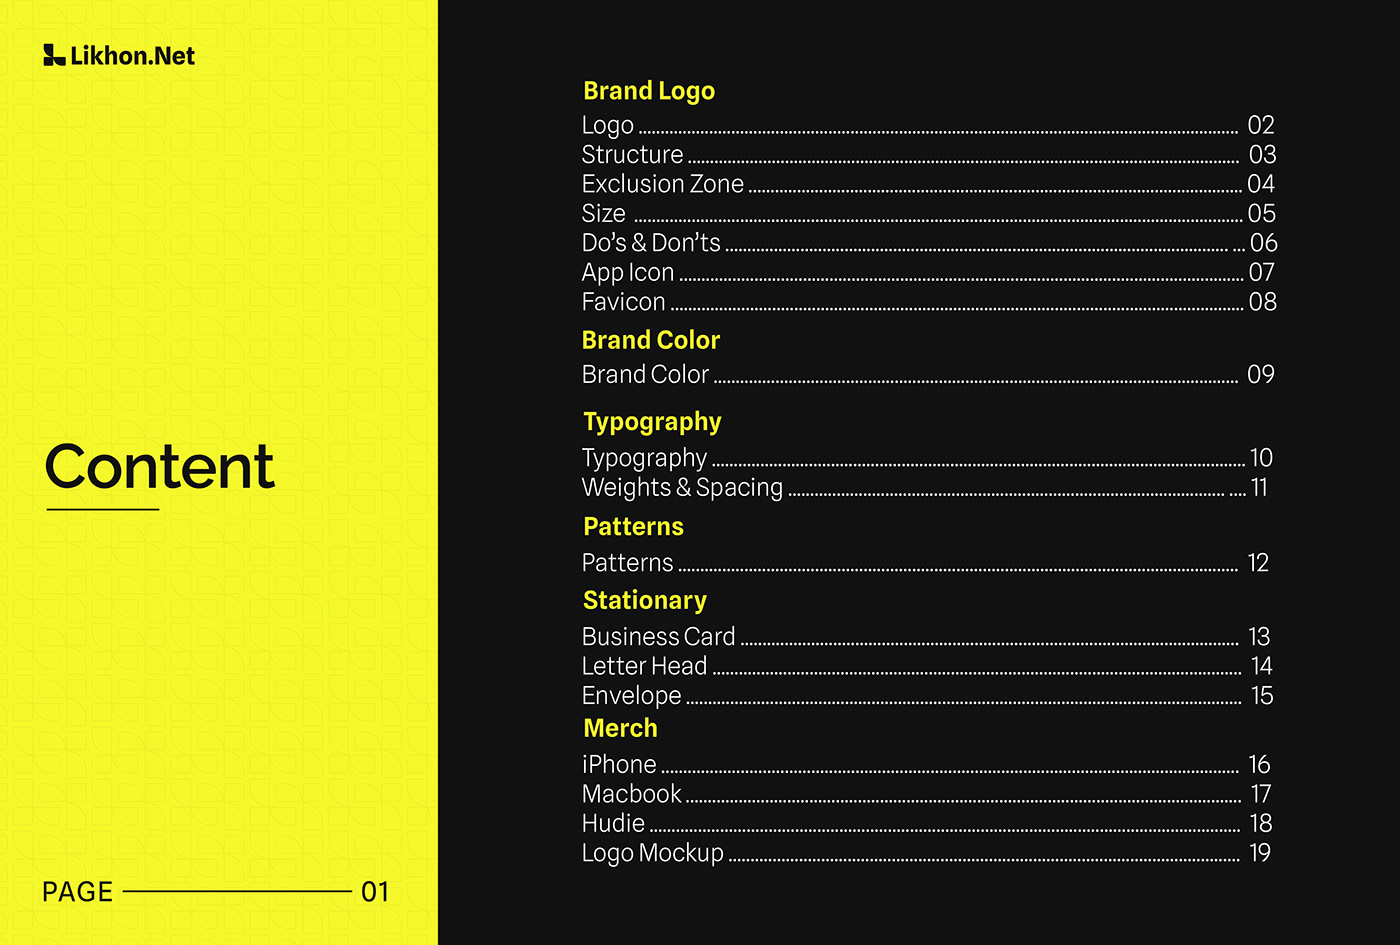 Likhon.Net
Content
PAGE 01
Brand Logo
Logo ........................ 02
Structure ........................ 03
Exclusion Zone ........................ 04
Size ........................ 05
Do’s & Don’ts ........................ ... 06
App Icon ........................ 07
Favicon ........................ 08
Brand Color
Brand Color ........................ 09
Typography
Typography ........................ 10
Weights & Spacing ........................ .... 11
Patterns
Patterns ........................ 12
Stationary
Business Card ........................ 13
Letter Head ........................ 14
Envelope ........................ 15
Merch
iPhone ........................ 16
Macbook ........................ 17
Hudie ........................ 18
Logo Mockup ........................ 19